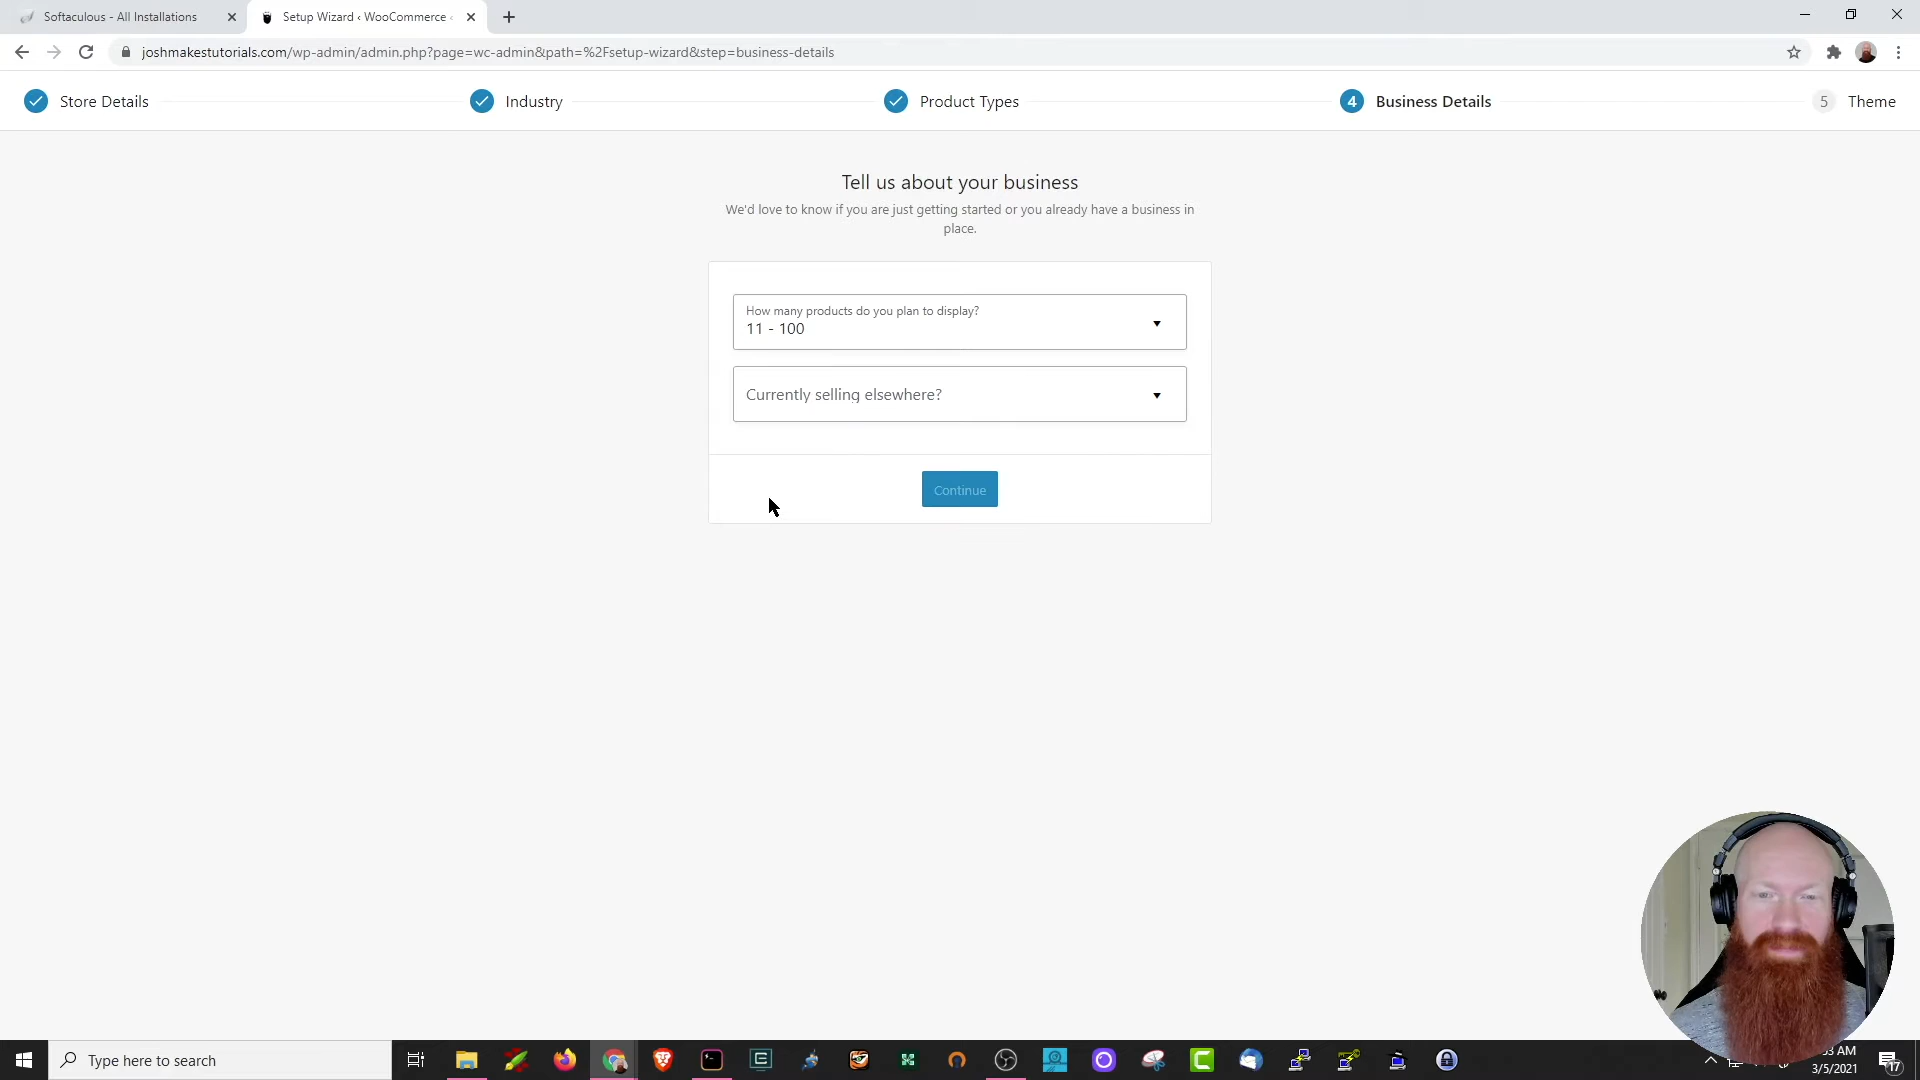 Softaculous - All Installations
Setup Wizard ‹ WooCommerce ‹
joshmakestutorials.com/wp-admin/admin.php?page=wc-admin&path=%2Fsetup-wizard&step=business-details
Store Details
Industry
Product Types
4 Business Details
5 Theme
Tell us about your business
We'd love to know if you are just getting started or you already have a business in
place.
How many products do you plan to display?
11 - 100
Currently selling elsewhere?
Continue
Type here to search
:33 AM
3/5/2021
17